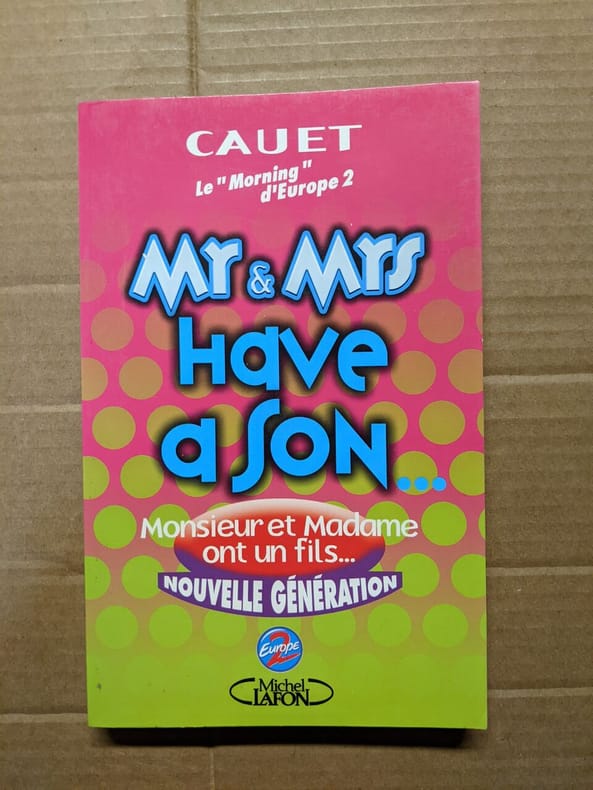 CAUET
Le "Morning"
d'Europe 2
Mr & Mrs
have
a son...
Monsieur et Madame
ont un fils...
NOUVELLE GÉNÉRATION
Europe 2
Michel
LAFON